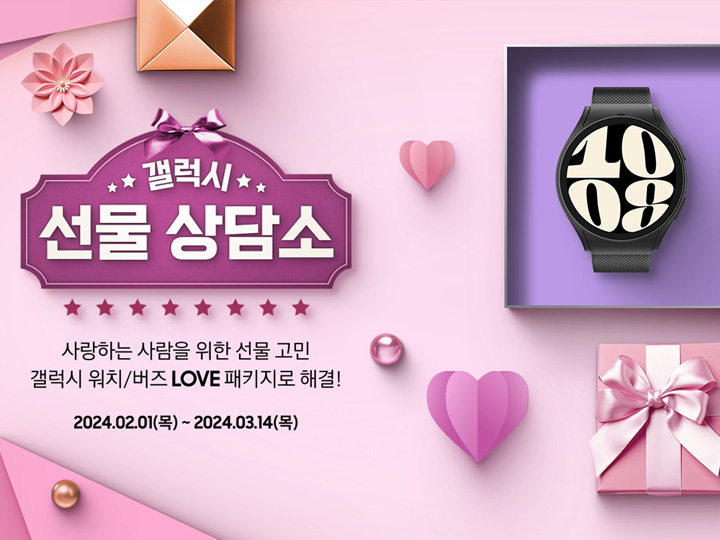 갤럭시
선물 상담소
사랑하는 사람을 위한 선물 고민
갤럭시 워치/버즈 LOVE 패키지로 해결!
2024.02.01(목) ~ 2024.03.14(목)
10
08